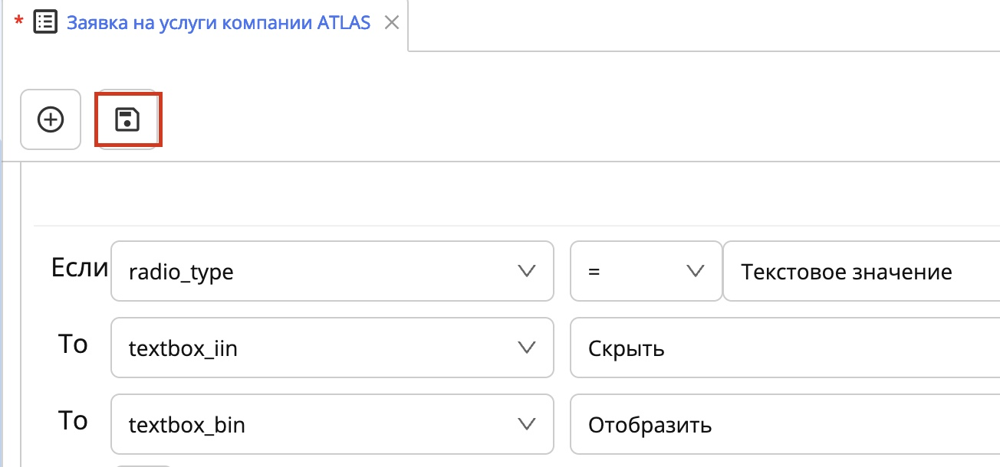 * Заявка на услуги компании ATLAS
Если radio_type = Текстовое значение
То textbox_iin Скрыть
То textbox_bin Отобразить